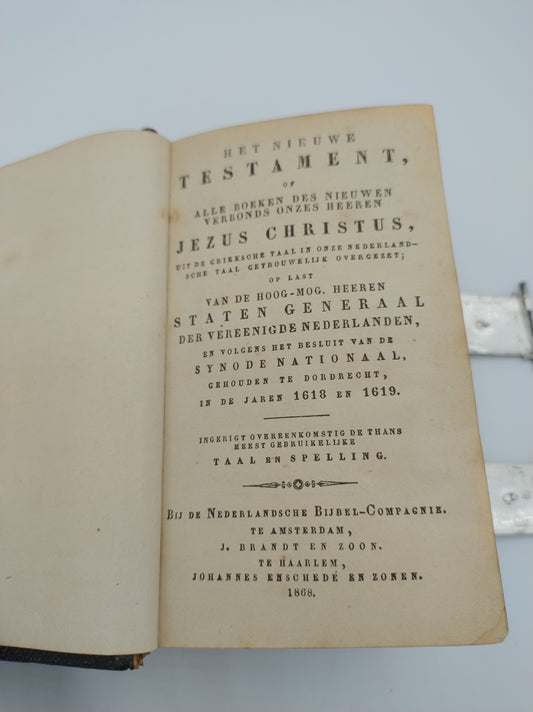 HET NIEUWE
TESTAMENT,
OF
ALLE BOEKEN DES NIEUWEN
VERBONDS ONZES HEEREN
JEZUS CHRISTUS,
UIT DE GRIEKSCHE TAAL IN ONZE NEDERLAND-
SCHE TAAL GETROUWELIJK OVERGEZET;
OP LAST
VAN DE HOOG-MOG. HEEREN
STATEN GENERAAL
DER VEREENIGDE NEDERLANDEN,
EN VOLGENS HET BESLUIT VAN DE
SYNODE NATIONAAL,
GEHOUDEN TE DORDRECHT,
IN DE JAREN 1618 EN 1619.
INGERIGT OVEREENKOMSTIG DE THANS
MEEST GEBRUIKELIJKE
TAAL EN SPELLING.
BIJ DE NEDERLANDSCHE BIJBEL-COMPAGNIE.
TE AMSTERDAM,
J. BRANDT EN ZOON.
TE HAARLEM,
JOHANNES ENSCHEDÉ EN ZONEN.
1868.